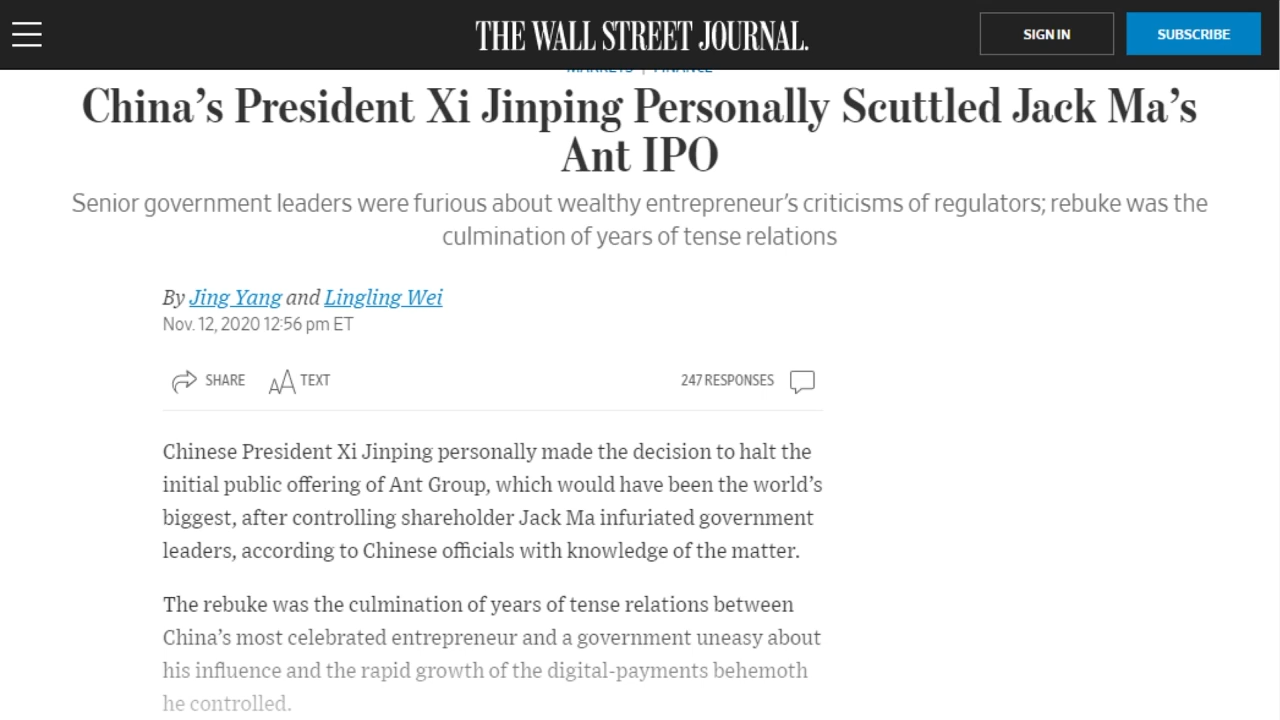 THE WALL STREET JOURNAL.
SIGN IN
SUBSCRIBE
MARKETS | FINANCE
China's President Xi Jinping Personally Scuttled Jack Ma's
Ant IPO
Senior government leaders were furious about wealthy entrepreneur's criticisms of regulators; rebuke was the
culmination of years of tense relations
By Jing Yang and Lingling Wei
Nov. 12, 2020 12:56 pm ET
SHARE
AA TEXT
247 RESPONSES
Chinese President Xi Jinping personally made the decision to halt the
initial public offering of Ant Group, which would have been the world's
biggest, after controlling shareholder Jack Ma infuriated government
leaders, according to Chinese officials with knowledge of the matter.
The rebuke was the culmination of years of tense relations between
China's most celebrated entrepreneur and a government uneasy about
his influence and the rapid growth of the digital-payments behemoth
he controlled.